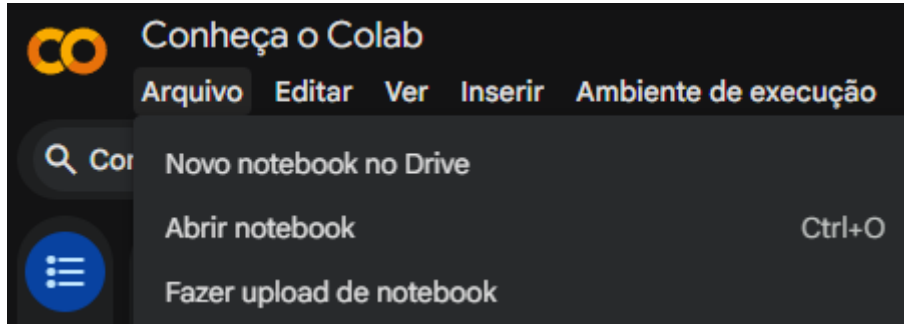 Conheça o Colab
Arquivo Editar Ver Inserir Ambiente de execução
Novo notebook no Drive
Abrir notebook Ctrl+O
Fazer upload de notebook